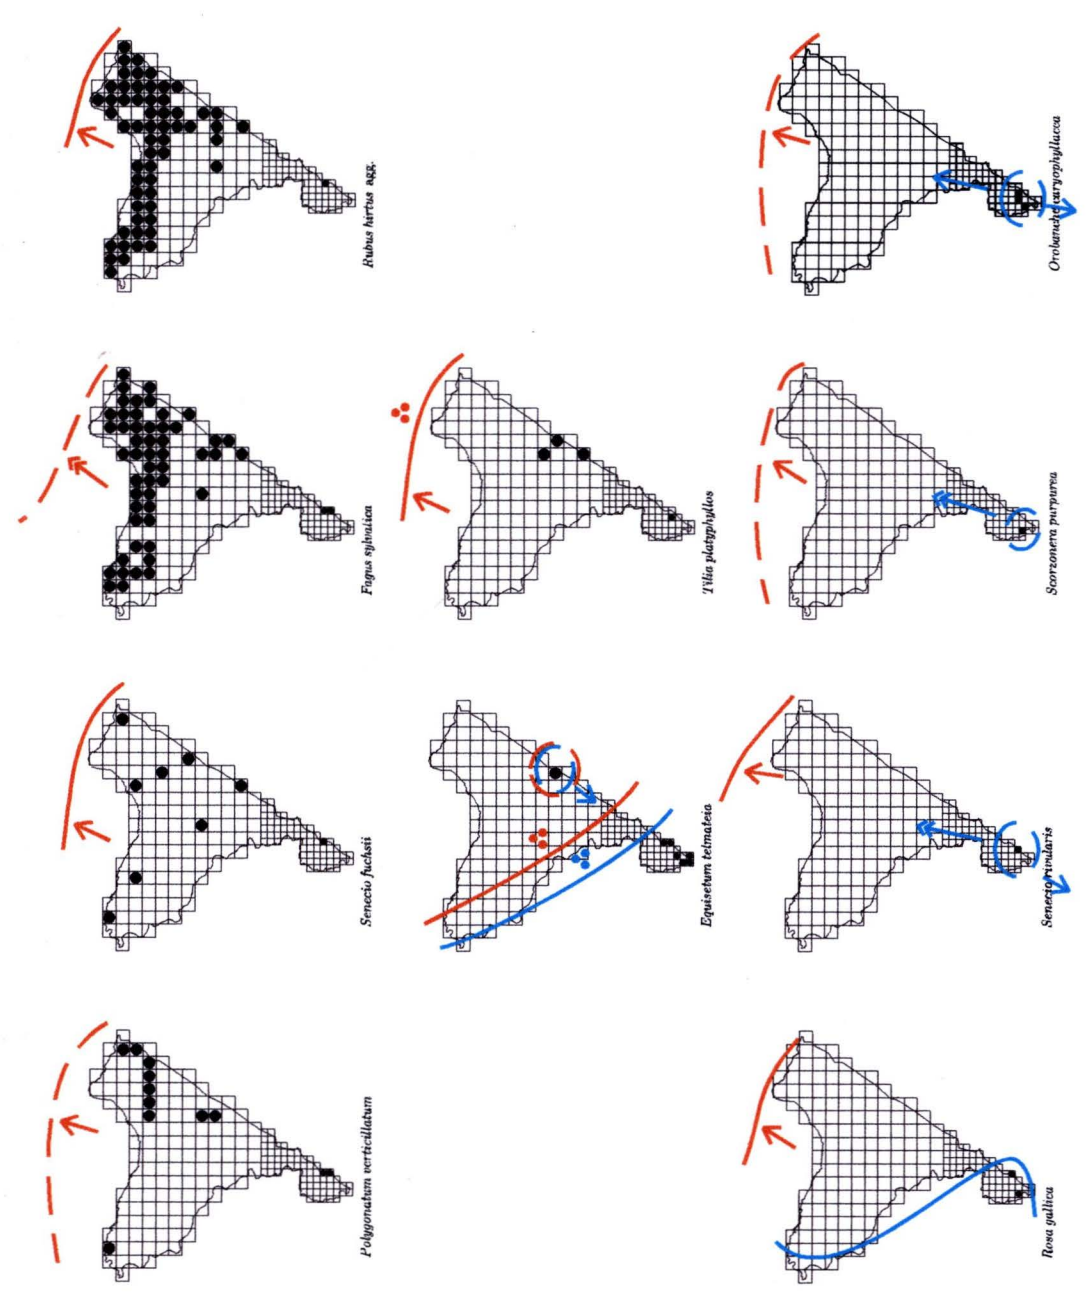 Polygonatum verticillatum
Senecio fuchsii
Fagus sylvatica
Rubus hirtus agg.
Equisetum telmateia
Tilia platyphyllos
Rosa gallica
Senecio rivularis
Scorzonera purpurea
Orobanche caryophyllacea